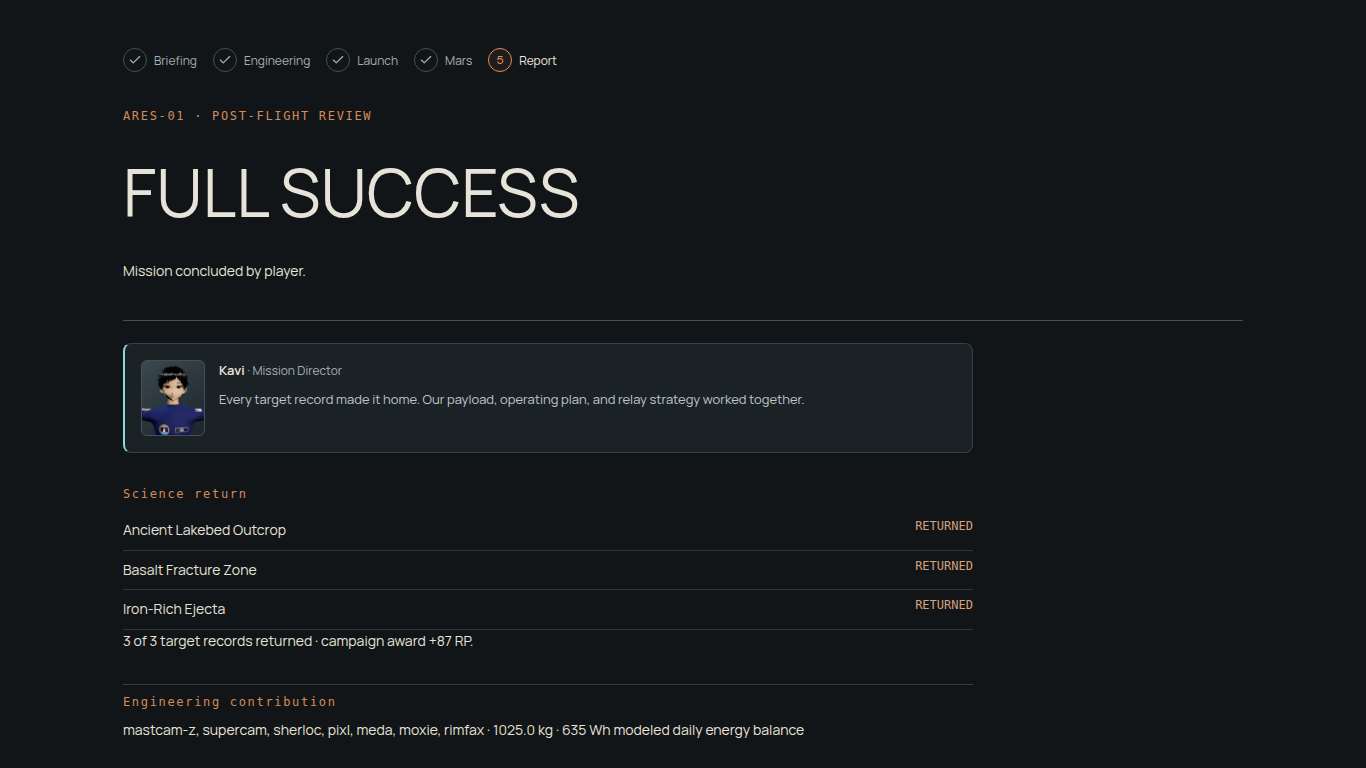 Briefing Engineering Launch Mars 5 Report
ARES-01 · POST-FLIGHT REVIEW
FULL SUCCESS
Mission concluded by player.
Kavi · Mission Director
Every target record made it home. Our payload, operating plan, and relay strategy worked together.
Science return
Ancient Lakebed Outcrop RETURNED
Basalt Fracture Zone RETURNED
Iron-Rich Ejecta RETURNED
3 of 3 target records returned · campaign award +87 RP.
Engineering contribution
mastcam-z, supercam, sherloc, pixl, meda, moxie, rimfax · 1025.0 kg · 635 Wh modeled daily energy balance